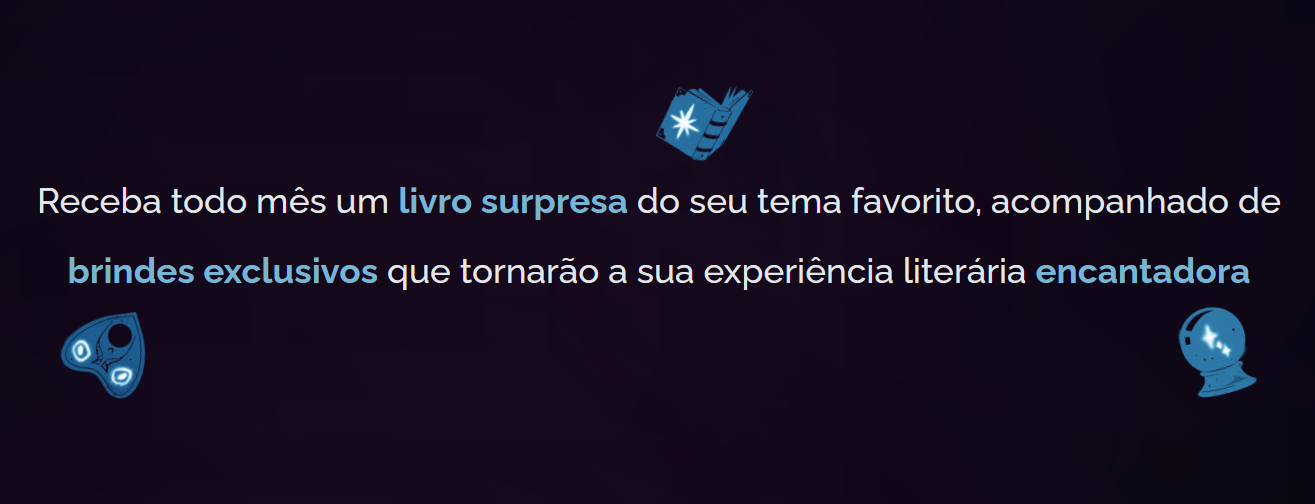 Receba todo mês um livro surpresa do seu tema favorito, acompanhado de
brindes exclusivos que tornarão a sua experiência literária encantadora